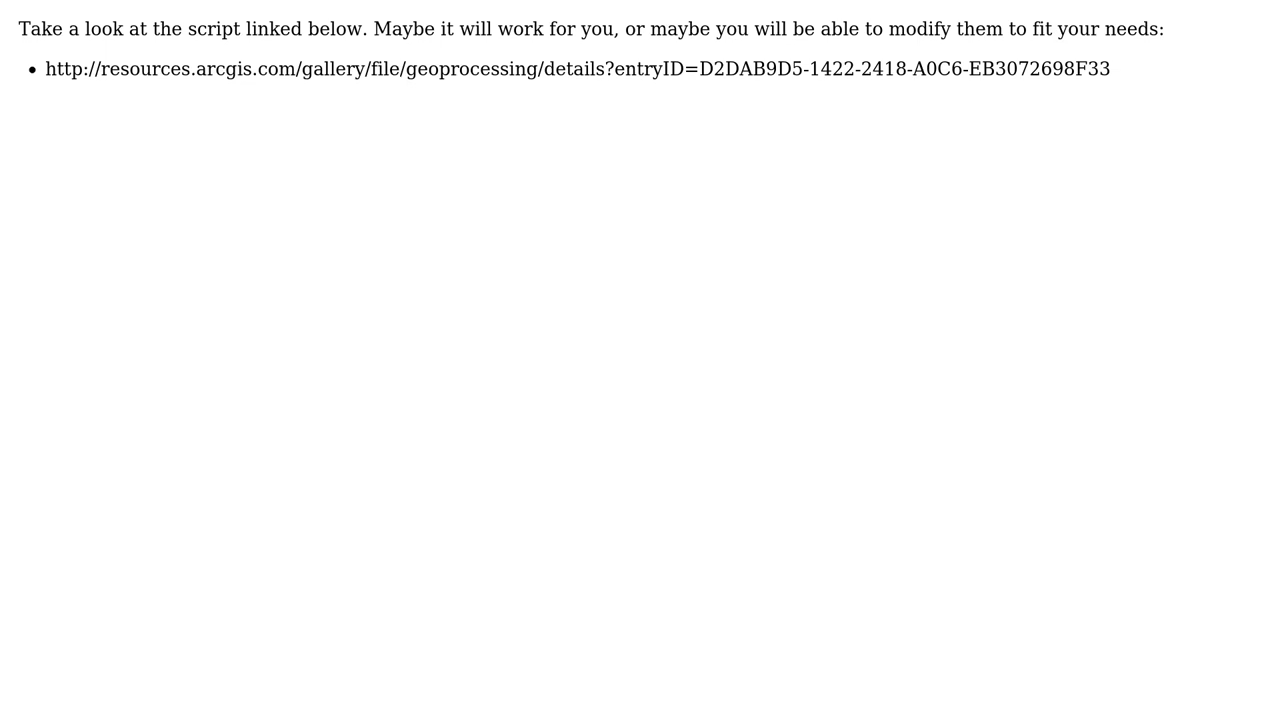 Take a look at the script linked below. Maybe it will work for you, or maybe you will be able to modify them to fit your needs:
• http://resources.arcgis.com/gallery/file/geoprocessing/details?entryID=D2DAB9D5-1422-2418-A0C6-EB3072698F33